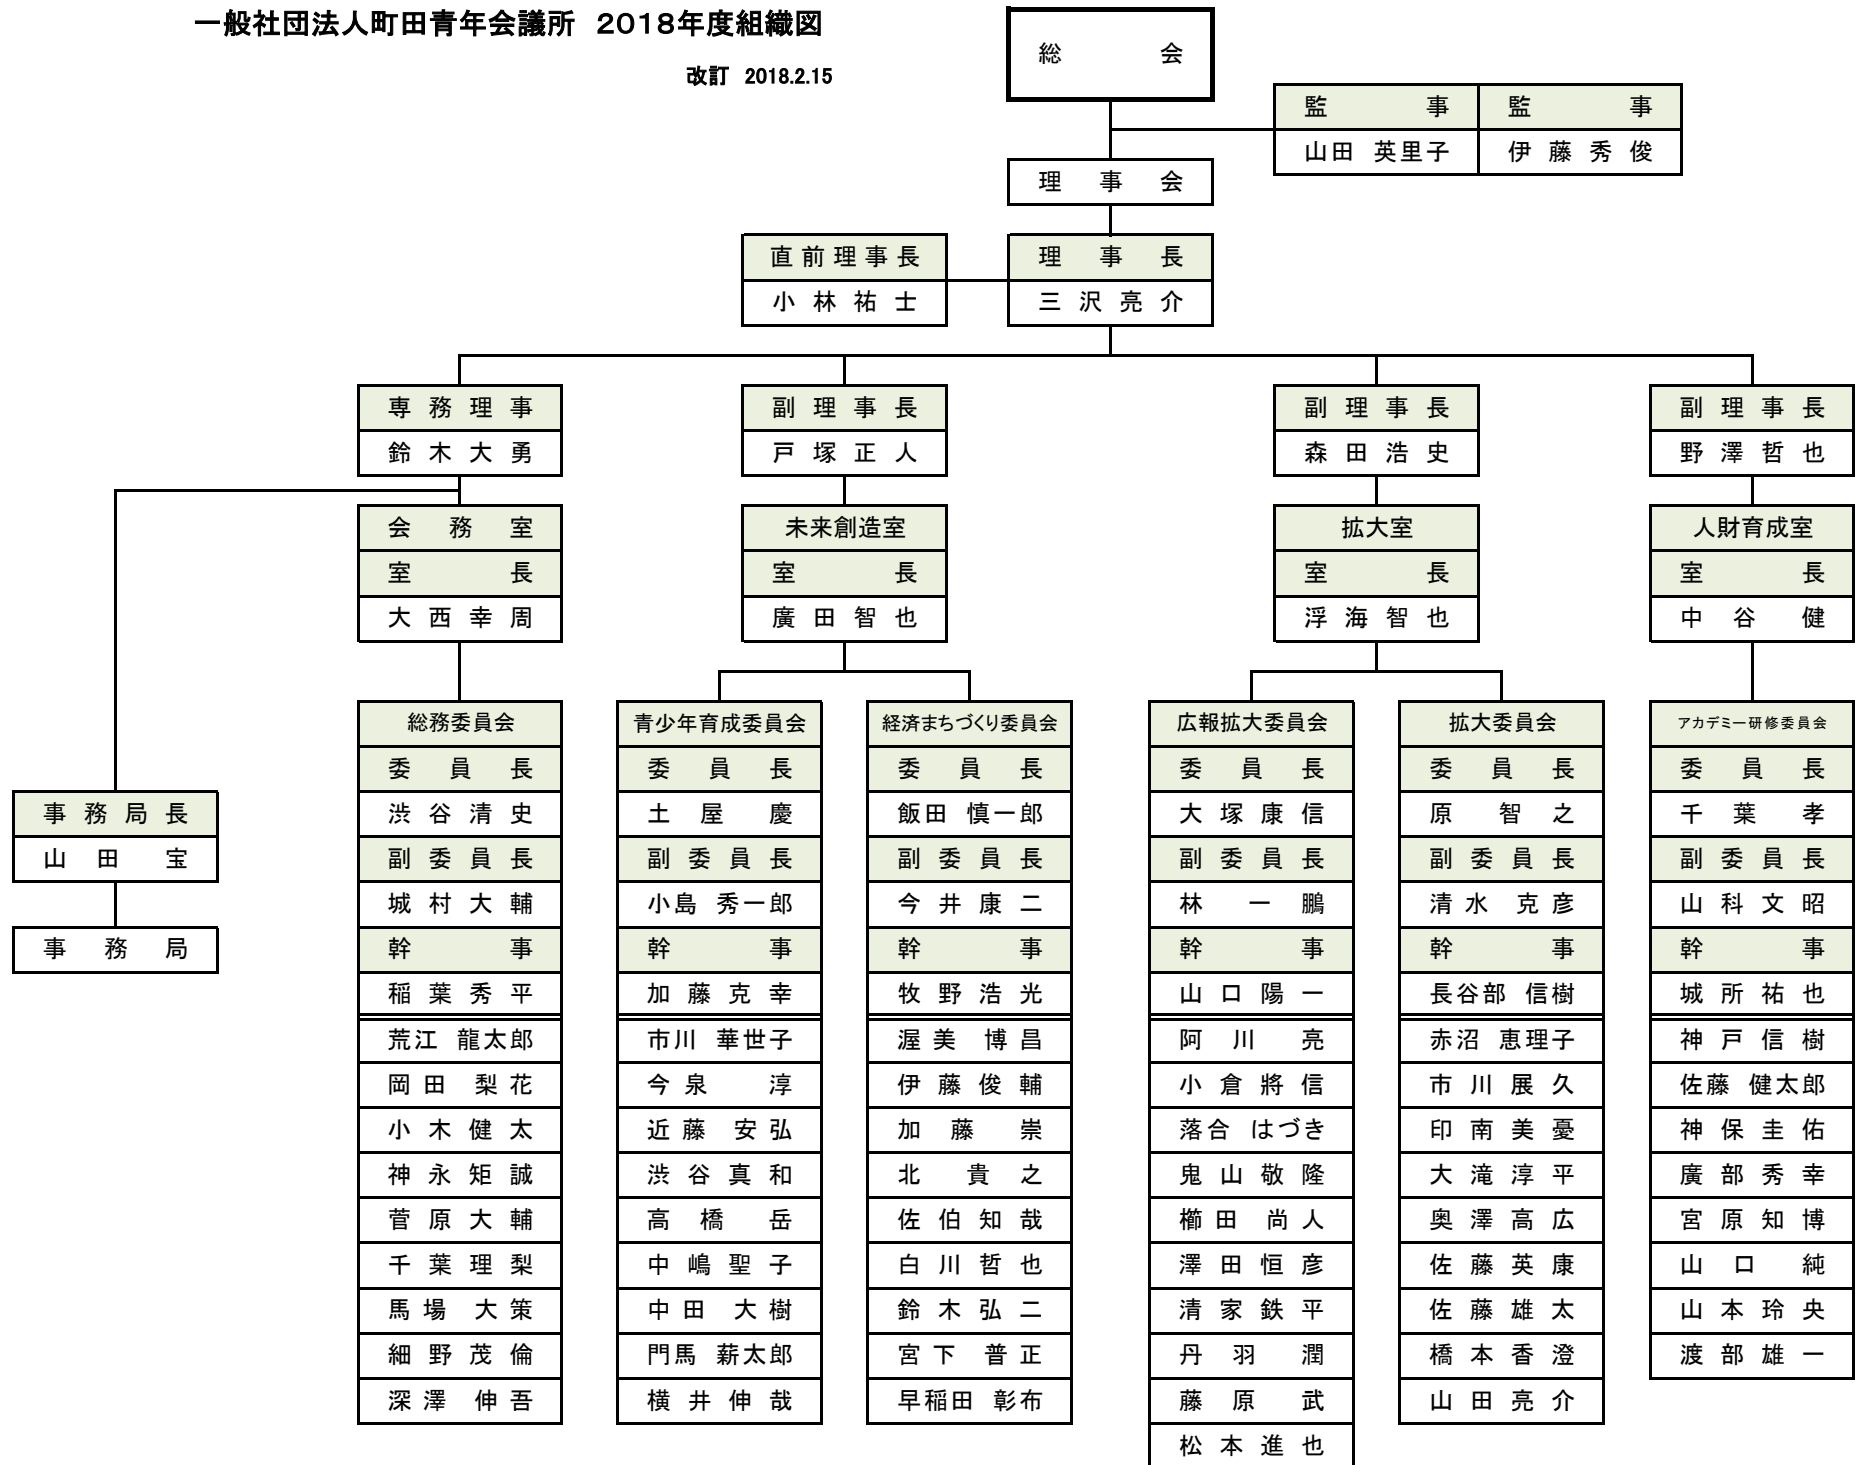 一般社団法人町田青年会議所　2018年度組織図
改訂　2018.2.15
総　会
監　事　監　事
山田　英里子　伊藤秀俊
理事会
直前理事長　理事長
小林祐士　三沢亮介
専務理事　副理事長　副理事長　副理事長
鈴木大勇　戸塚正人　森田浩史　野澤哲也
会務室　未来創造室　拡大室　人財育成室
室長　室長　室長　室長
大西幸周　廣田智也　浮海智也　中谷健
総務委員会　青少年育成委員会　経済まちづくり委員会　広報拡大委員会　拡大委員会　アカデミー研修委員会
委員長　委員長　委員長　委員長　委員長　委員長
事務局長　渋谷清史　土屋慶　飯田　慎一郎　大塚康信　原智之　千葉孝
山田宝　副委員長　副委員長　副委員長　副委員長　副委員長　副委員長
城村大輔　小島　秀一郎　今井康二　林一鵬　清水克彦　山科文昭
事務局　幹事　幹事　幹事　幹事　幹事　幹事
稲葉秀平　加藤克幸　牧野浩光　山口陽一　長谷部　信樹　城所祐也
荒江　龍太郎　市川　華世子　渥美　博昌　阿川亮　赤沼　恵理子　神戸信樹
岡田　梨花　今泉淳　伊藤俊輔　小倉將信　市川展久　佐藤　健太郎
小木健太　近藤　安弘　加藤崇　落合　はづき　印南美憂　神保圭佑
神永矩誠　渋谷真和　北貴之　鬼山敬隆　大滝淳平　廣部秀幸
菅原大輔　高橋岳　佐伯知哉　櫛田　尚人　奥澤高広　宮原知博
千葉理梨　中嶋聖子　白川哲也　澤田恒彦　佐藤英康　山口純
馬場　大策　中田　大樹　鈴木弘二　清家鉄平　佐藤雄太　山本玲央
細野茂倫　門馬　薪太郎　宮下　普正　丹羽潤　橋本香澄　渡部雄一
深澤　伸吾　横井伸哉　早稲田　彰布　藤原武　山田亮介
松本進也